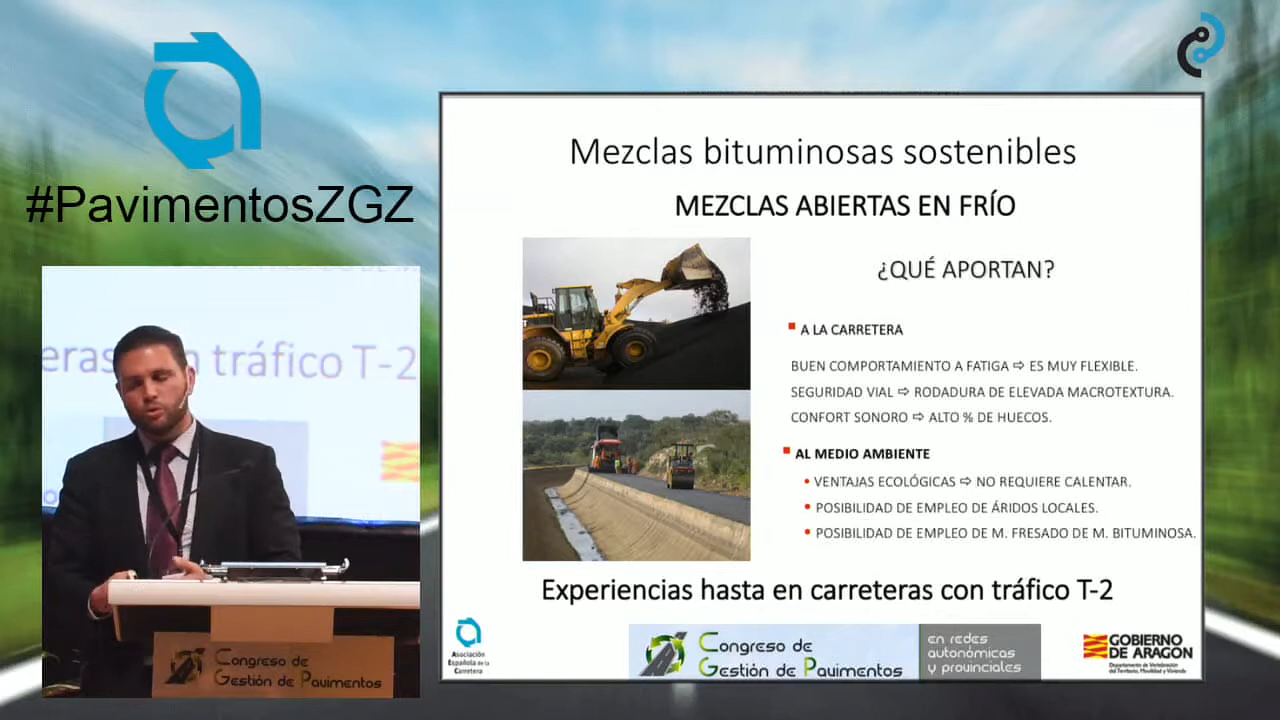 #PavimentosZGZ
eras con tráfico T-2
Congreso de
Gestión de Pavimentos
Mezclas bituminosas sostenibles
MEZCLAS ABIERTAS EN FRÍO
¿QUÉ APORTAN?
A LA CARRETERA
BUEN COMPORTAMIENTO A FATIGA ⇨ ES MUY FLEXIBLE.
SEGURIDAD VIAL ⇨ RODADURA DE ELEVADA MACROTEXTURA.
CONFORT SONORO ⇨ ALTO % DE HUECOS.
AL MEDIO AMBIENTE
• VENTAJAS ECOLÓGICAS ⇨ NO REQUIERE CALENTAR.
• POSIBILIDAD DE EMPLEO DE ÁRIDOS LOCALES.
• POSIBILIDAD DE EMPLEO DE M. FRESADO DE M. BITUMINOSA.
Experiencias hasta en carreteras con tráfico T-2
Asociación
Española de la
Carretera
Congreso de
Gestión de Pavimentos
en redes
autonómicas
y provinciales
GOBIERNO
DE ARAGON
Departamento de Vertebración
del Territorio, Movilidad y Vivienda